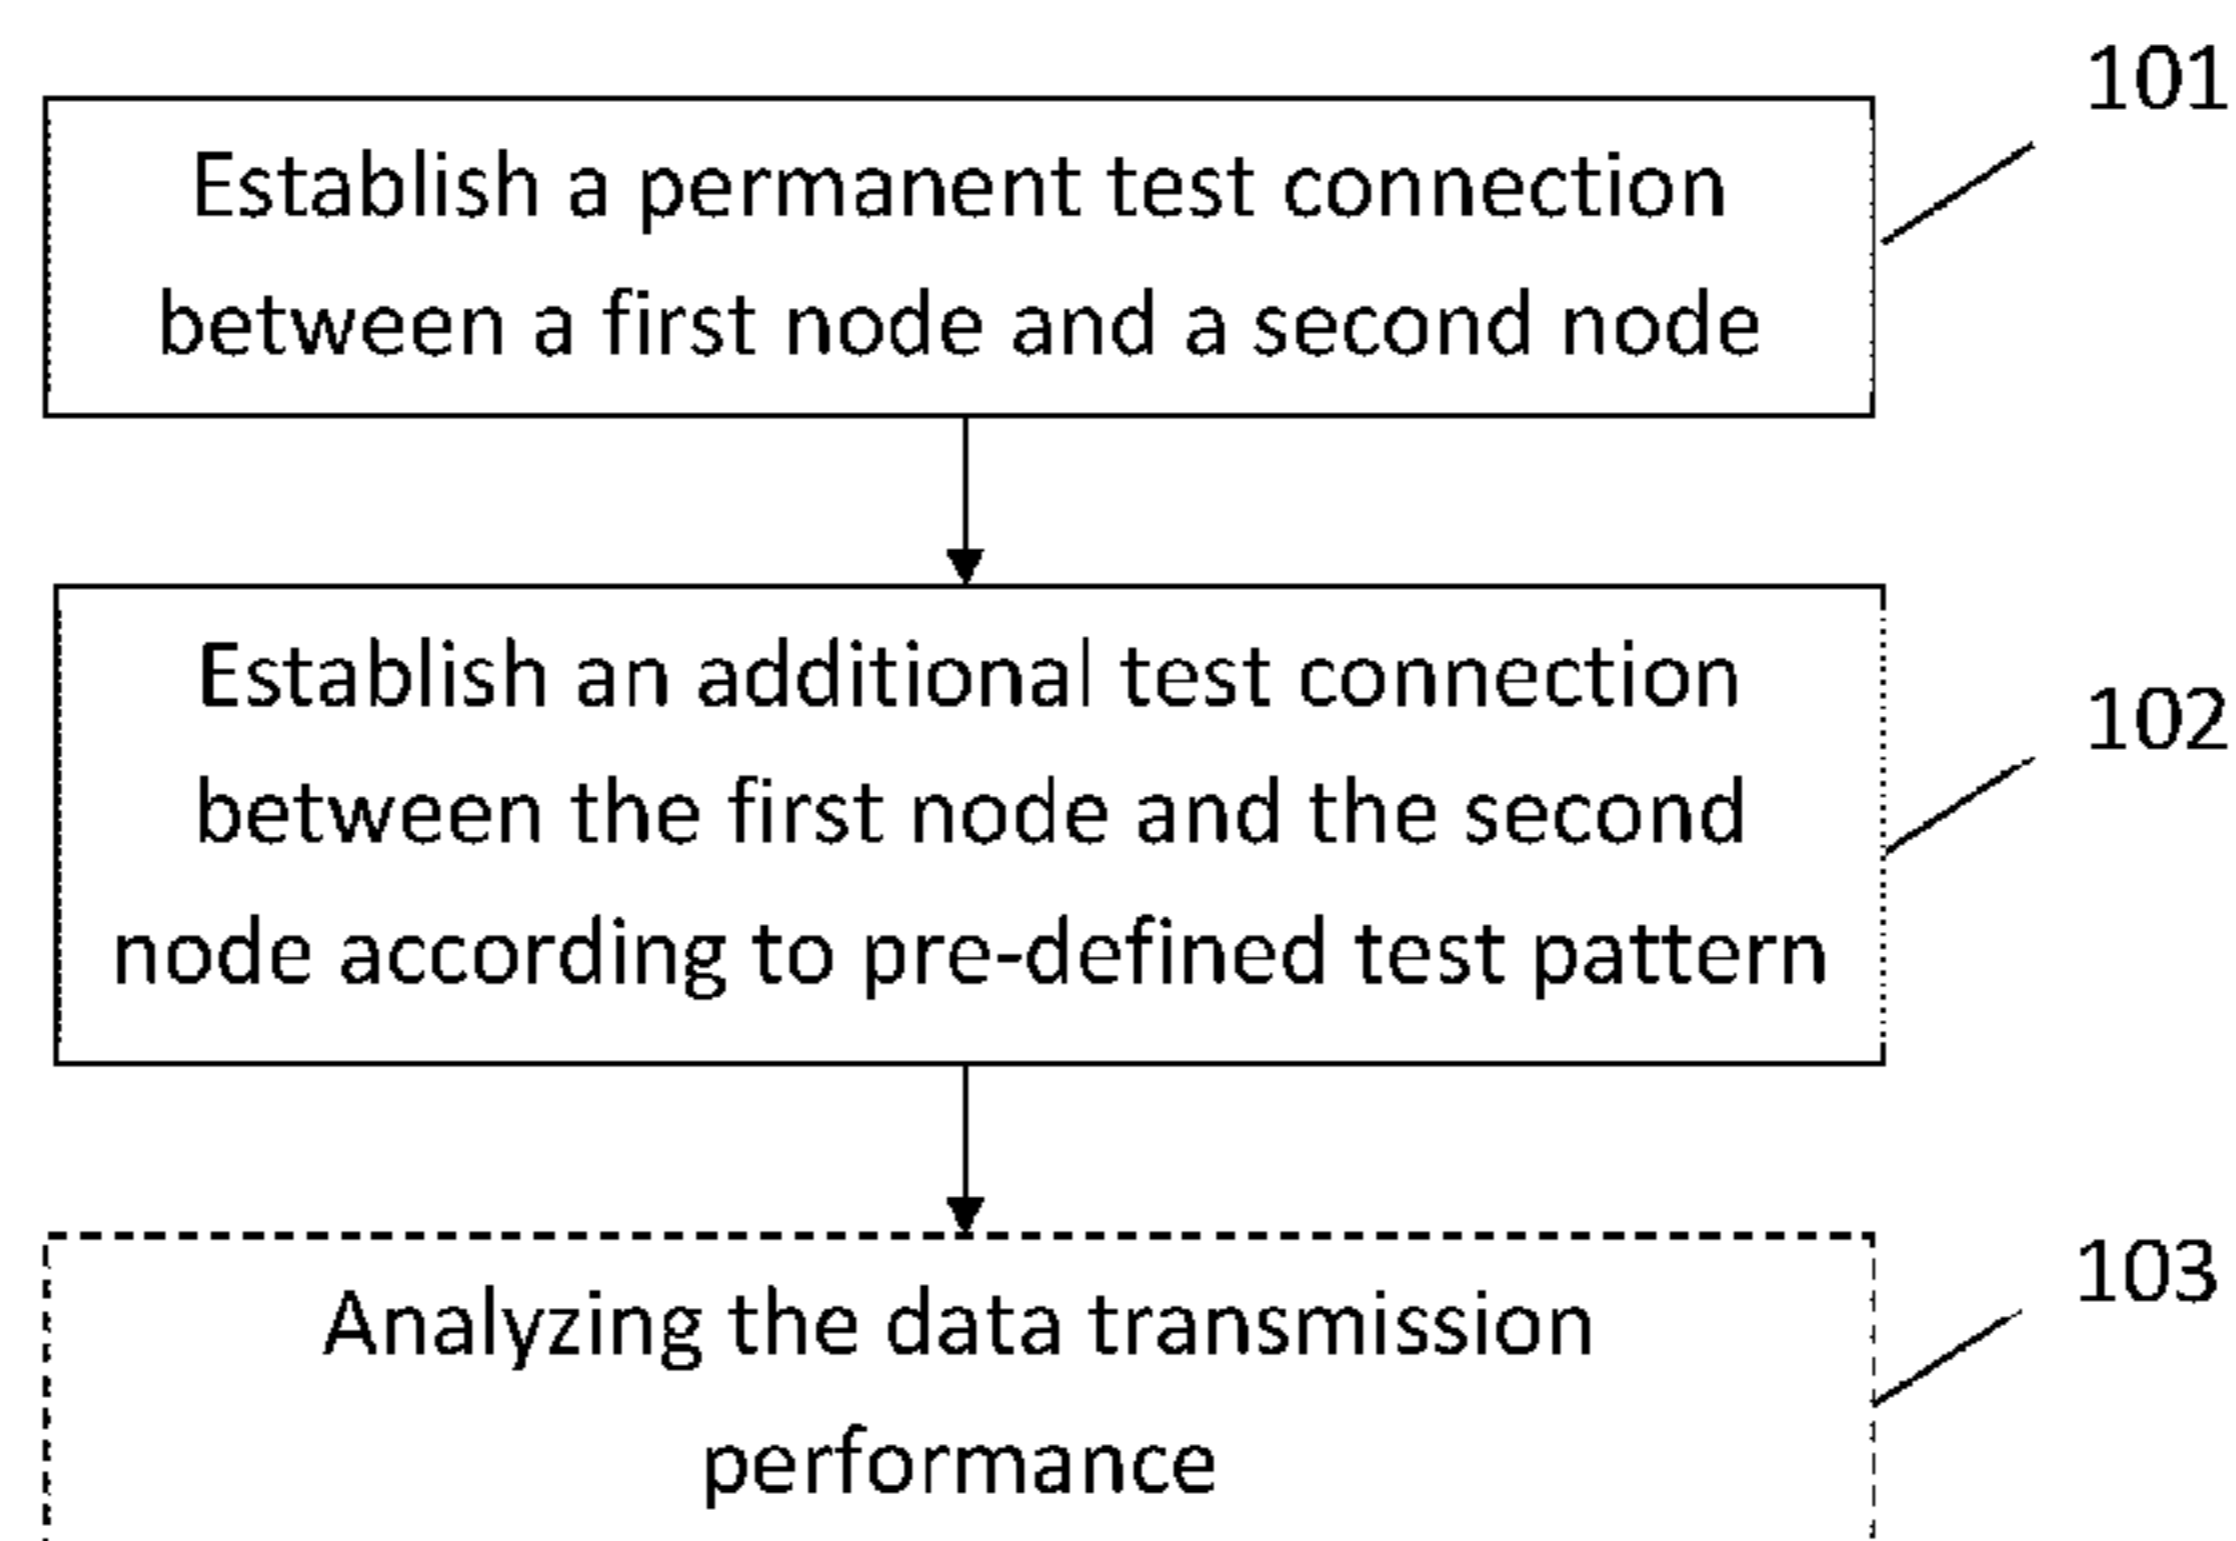 101
Establish a permanent test connection
between a first node and a second node
Establish an additional test connection
between the first node and the second
node according to pre-defined test pattern
102
Analyzing the data transmission
performance
103